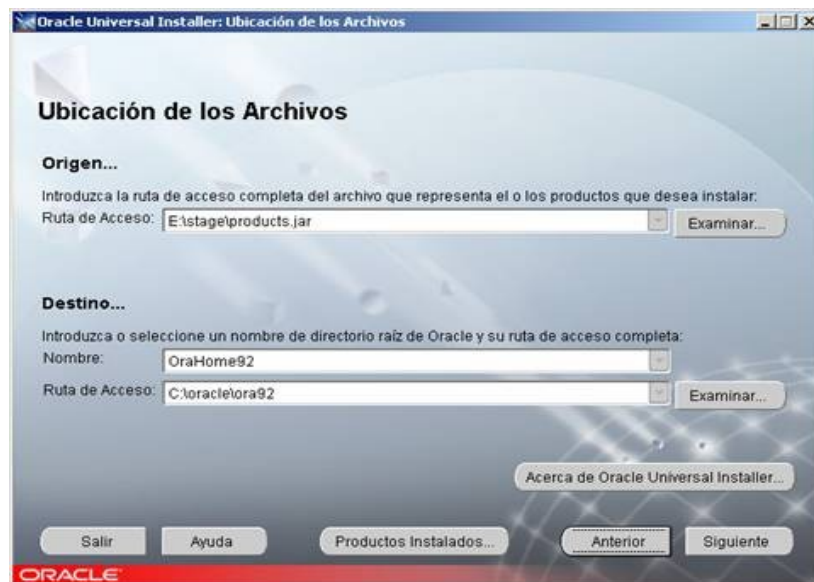 Oracle Universal Installer: Ubicación de los Archivos
Ubicación de los Archivos
Origen...
Introduzca la ruta de acceso completa del archivo que representa el o los productos que desea instalar:
Ruta de Acceso: E:\stage\products.jar Examinar...
Destino...
Introduzca o seleccione un nombre de directorio raíz de Oracle y su ruta de acceso completa:
Nombre: OraHome92
Ruta de Acceso: C:\oracle\ora92 Examinar...
Acerca de Oracle Universal Installer...
Salir Ayuda Productos Instalados... Anterior Siguiente
ORACLE